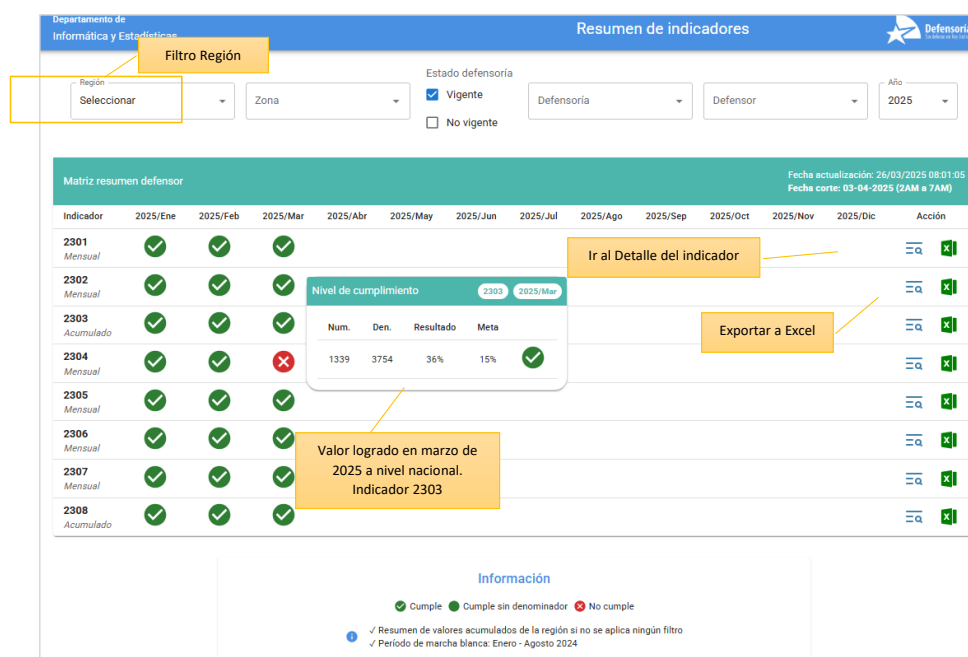 Departamento de
Informática y Estadísticas
Resumen de indicadores
Defensoría
Filtro Región
Región
Seleccionar
Zona
Estado defensoría
Vigente
No vigente
Defensoría
Defensor
Año
2025
Matriz resumen defensor
Fecha actualización: 26/03/2025 08:01:05
Fecha corte: 03-04-2025 (2AM a 7AM)
Indicador 2025/Ene 2025/Feb 2025/Mar 2025/Abr 2025/May 2025/Jun 2025/Jul 2025/Ago 2025/Sep 2025/Oct 2025/Nov 2025/Dic Acción
2301
Mensual
Ir al Detalle del indicador
2302
Mensual
Nivel de cumplimiento 2303 2025/Mar
2303
Acumulado
Num. Den. Resultado Meta
Exportar a Excel
2304
Mensual
1339 3754 36% 15%
2305
Mensual
2306
Mensual
Valor logrado en marzo de
2025 a nivel nacional.
Indicador 2303
2307
Mensual
2308
Acumulado
Información
Cumple Cumple sin denominador No cumple
✓ Resumen de valores acumulados de la región si no se aplica ningún filtro
✓ Período de marcha blanca: Enero - Agosto 2024